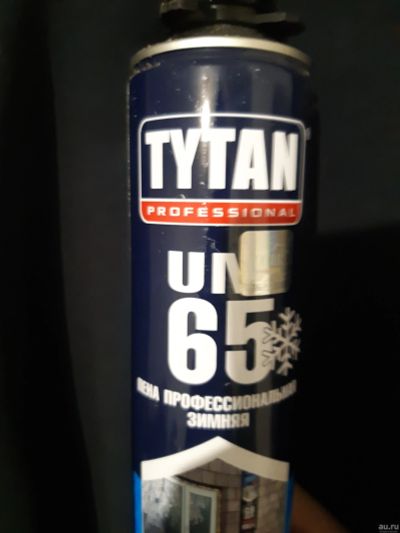 TYTAN
PROFESSIONAL
UN
65
ПЕНА ПРОФЕССИОНАЛЬНАЯ
ЗИМНЯЯ
au.ru